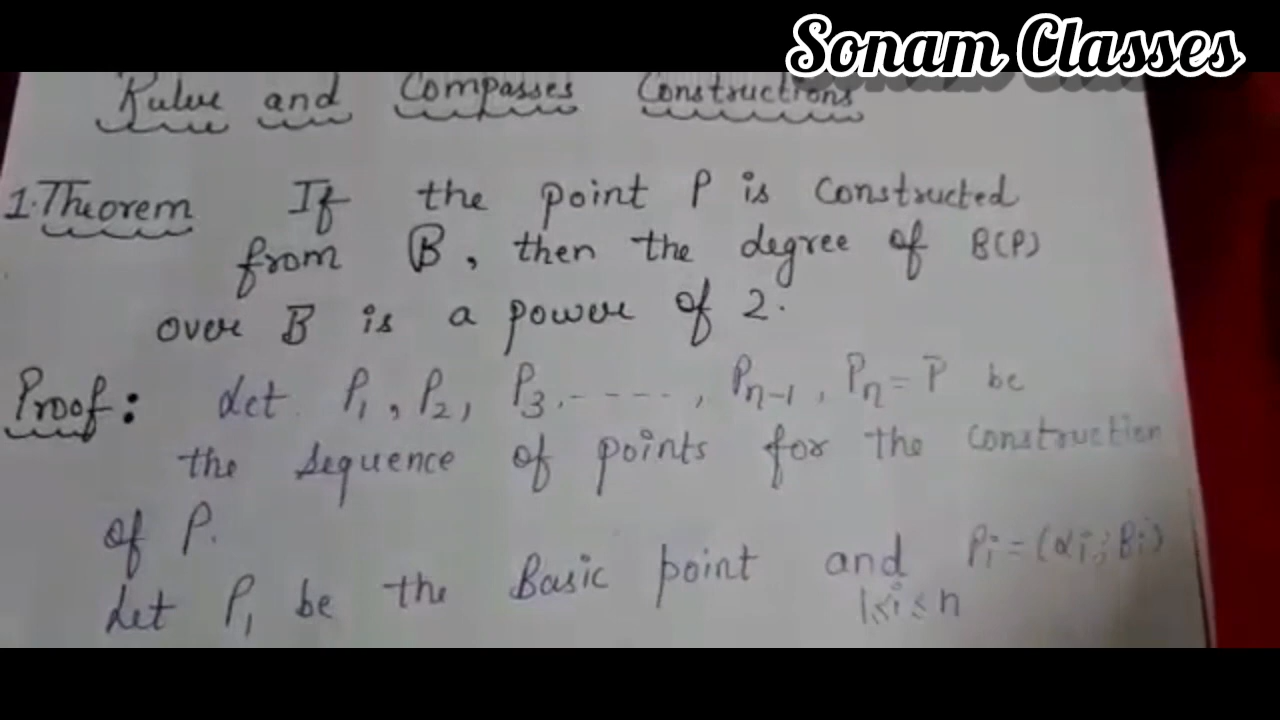 Sonam Classes
Ruler and Compasses Constructions
1. Theorem If the point P is constructed
from B, then the degree of B(P)
over B is a power of 2.
Proof: Let P₁, P₂, P₃.- - - - -, Pn-1, Pn = P be
the sequence of points for the construction
of P.
Let P₁ be the Basic point and Pi = (αi, Bi)
1≤i≤n